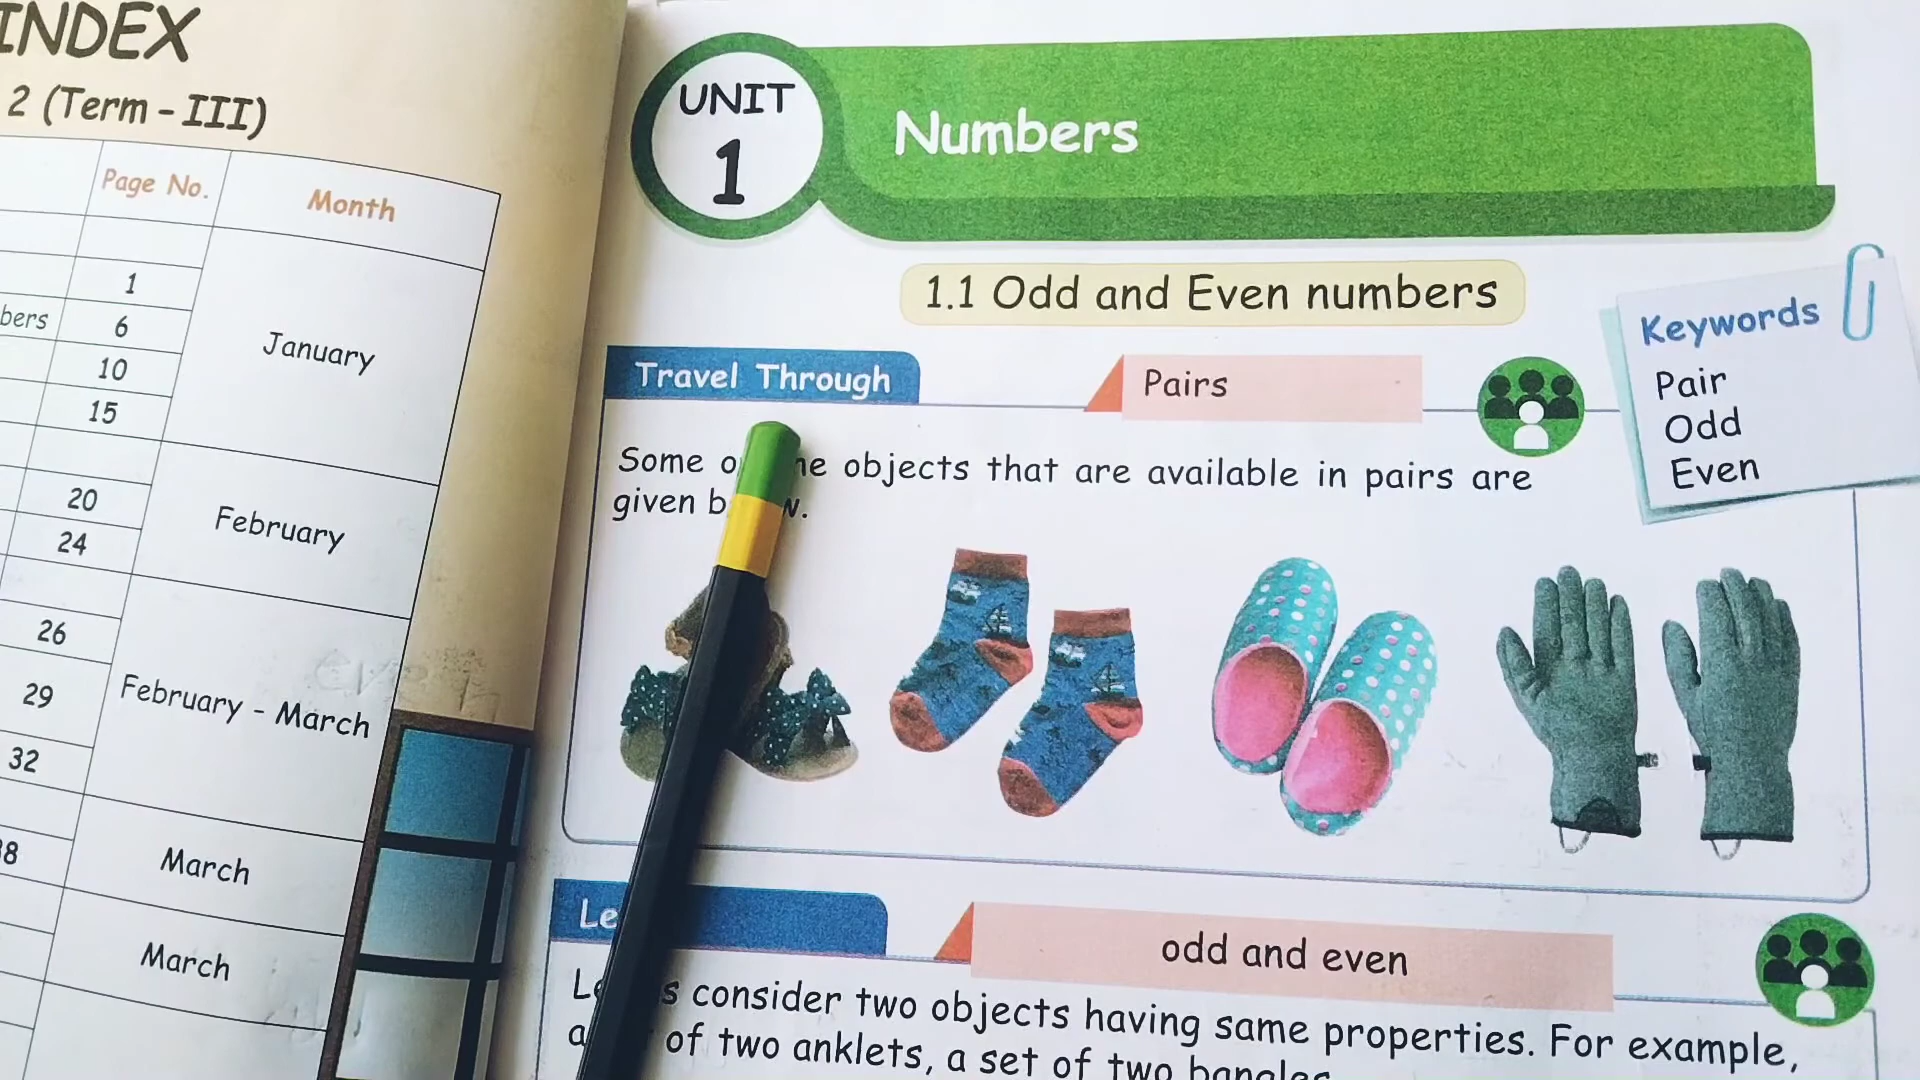 INDEX
2 (Term - III)
Page No. Month
1
bers 6
10
15
January
20
24
February
26
29
32
February - March
38
March
March
UNIT
1
Numbers
1.1 Odd and Even numbers
Keywords
Pair
Odd
Even
Travel Through
Pairs
Some objects that are available in pairs are
given
odd and even
consider two objects having same properties. For example,
of two anklets, a set of two bangles